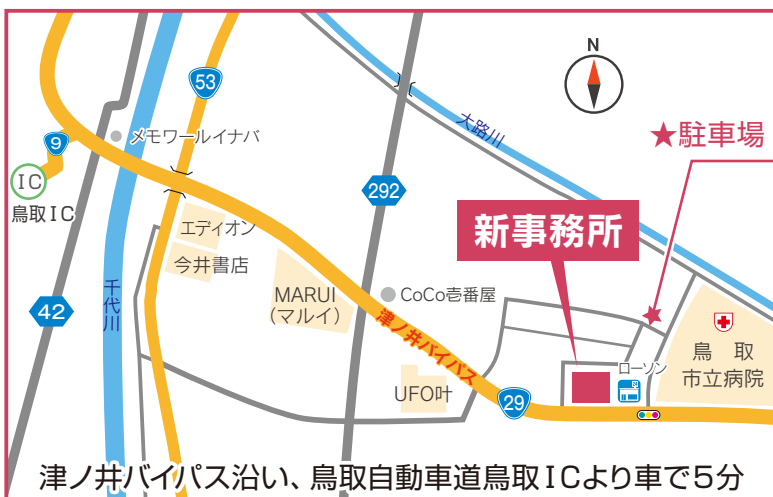 N
53
大路川
★駐車場
9
メモワールイナバ
IC
鳥取IC
292
新事務所
エディオン
今井書店
千代川
42
MARUI
(マルイ)
CoCo壱番屋
津ノ井バイパス
鳥取
市立病院
ローソン
UFO叶
29
津ノ井バイパス沿い、鳥取自動車道鳥取ICより車で5分